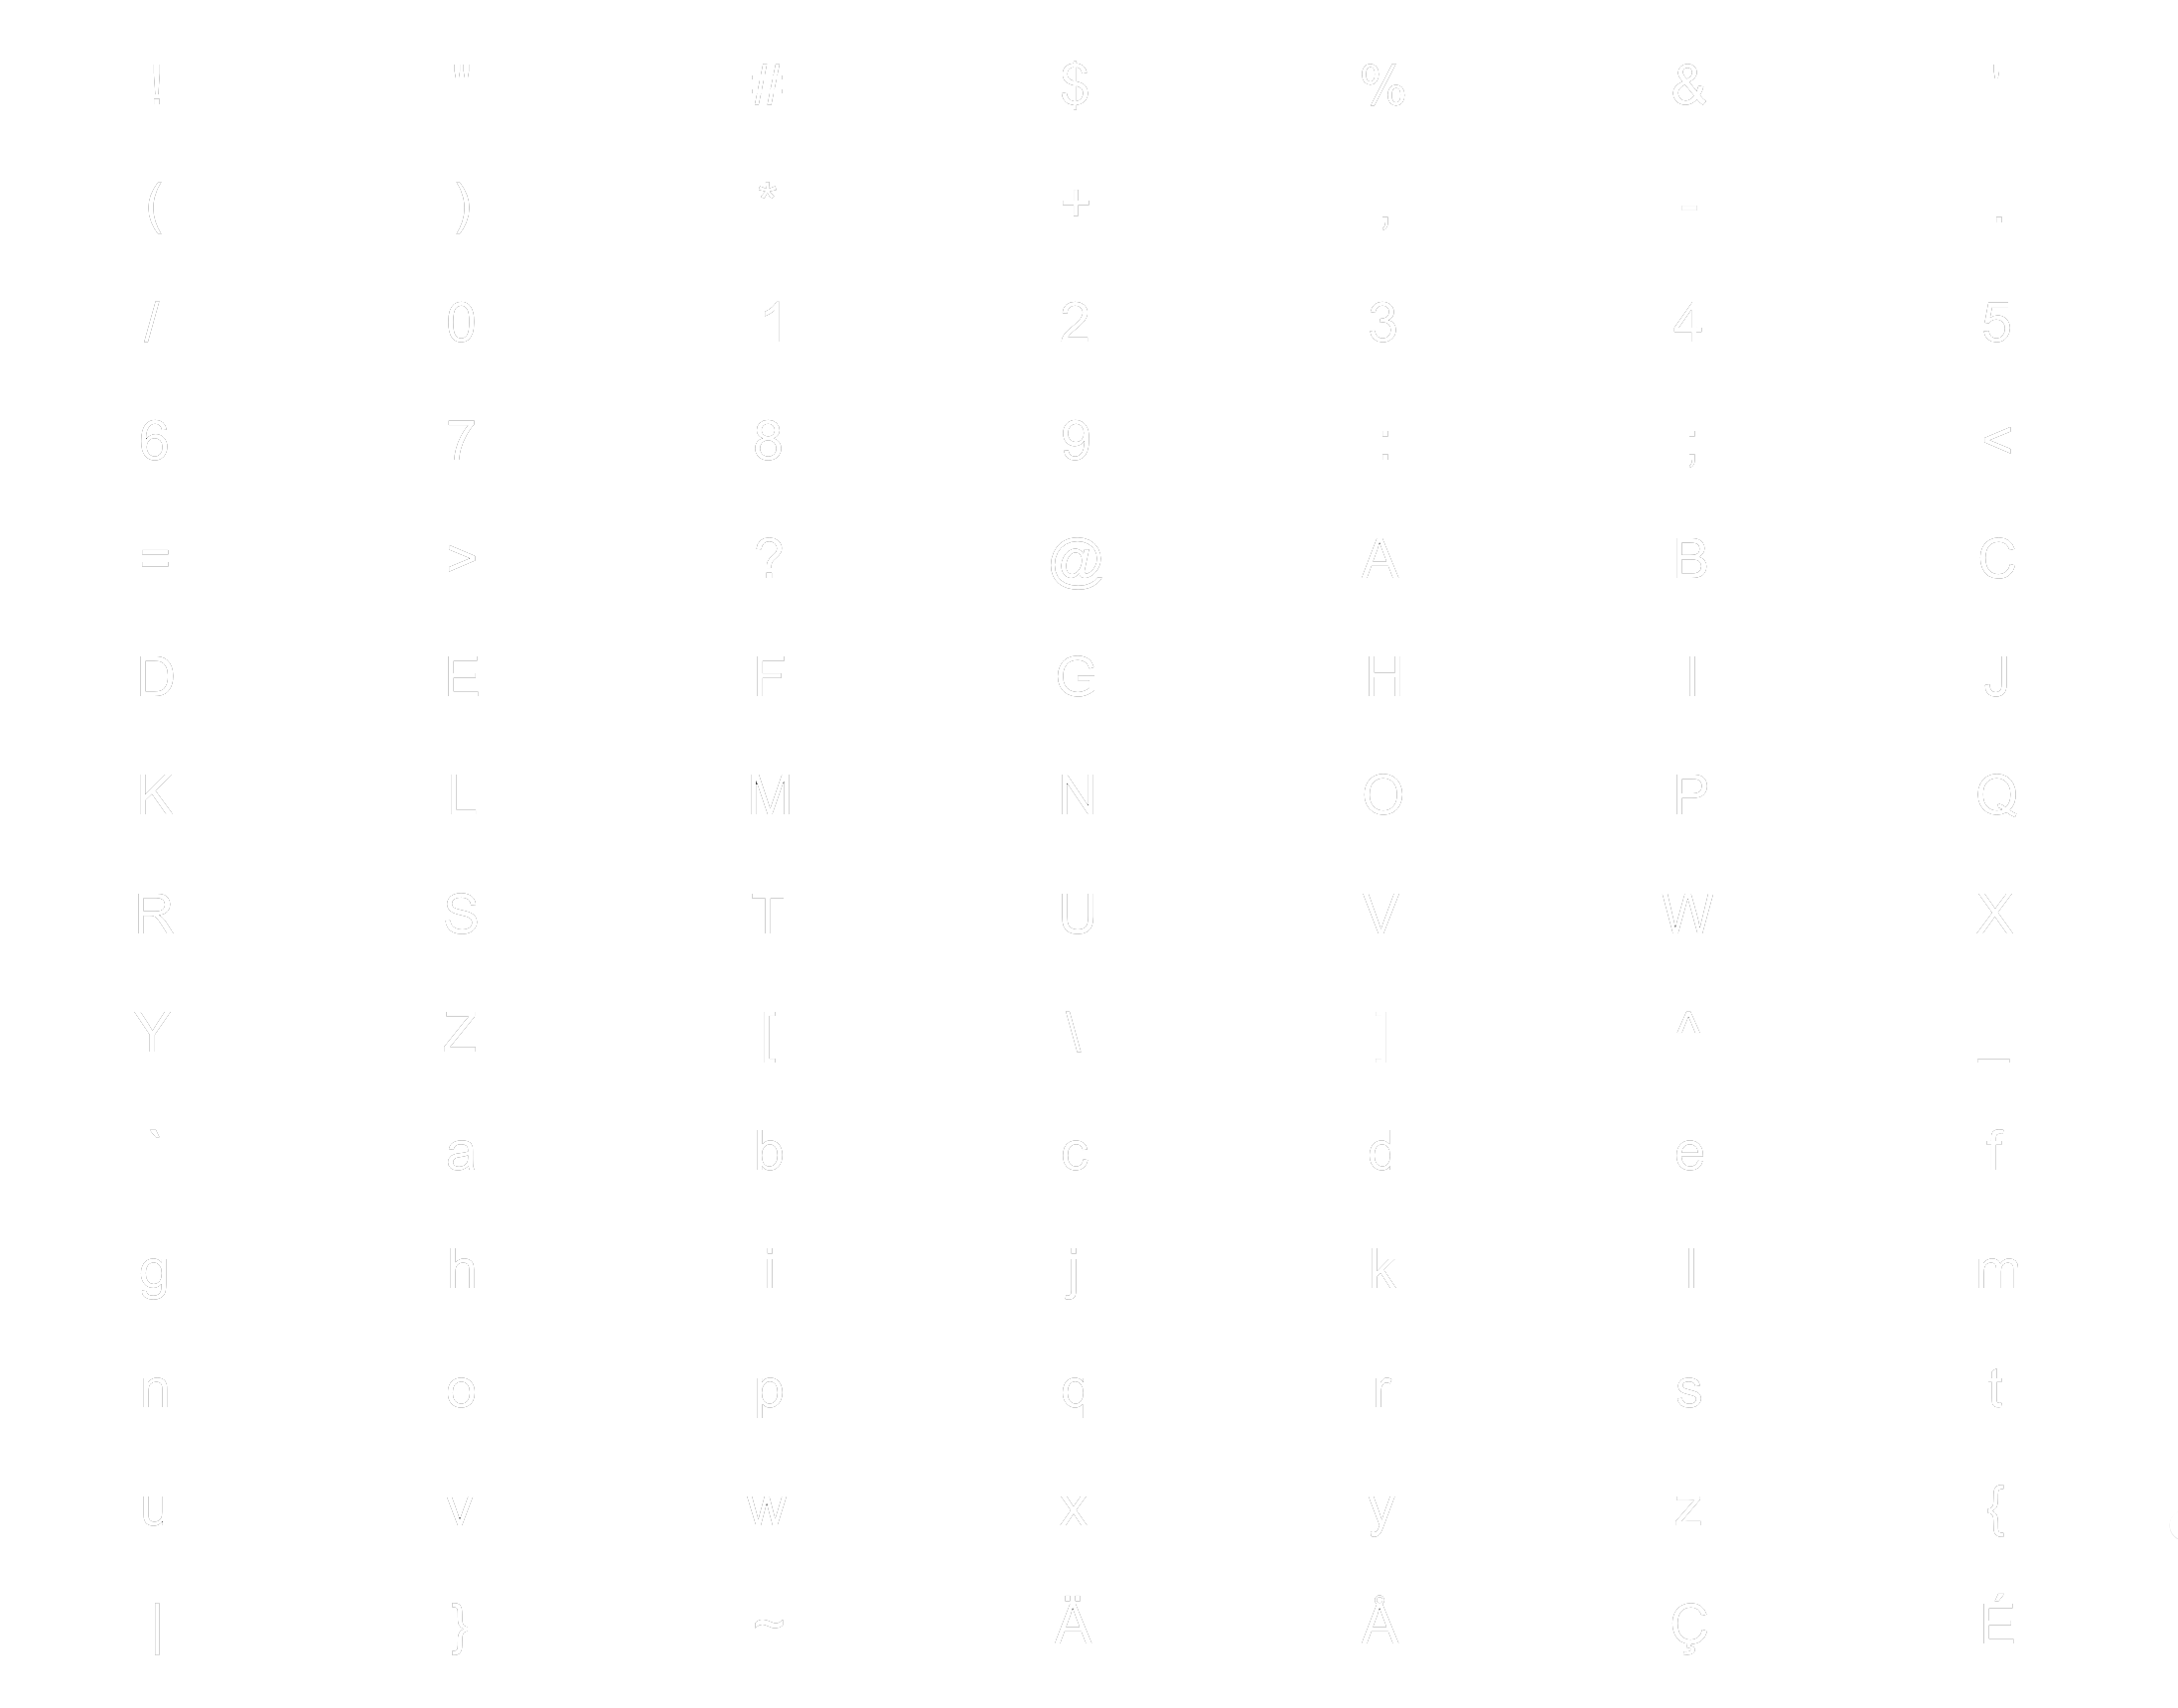 ! " # $ % & '
( ) * + , - .
/ 0 1 2 3 4 5
6 7 8 9 : ; <
= > ? @ A B C
D E F G H I J
K L M N O P Q
R S T U V W X
Y Z [ \ ] ^ _
` a b c d e f
g h i j k l m
n o p q r s t
u v w x y z {
| } ~ Ä Å Ç É